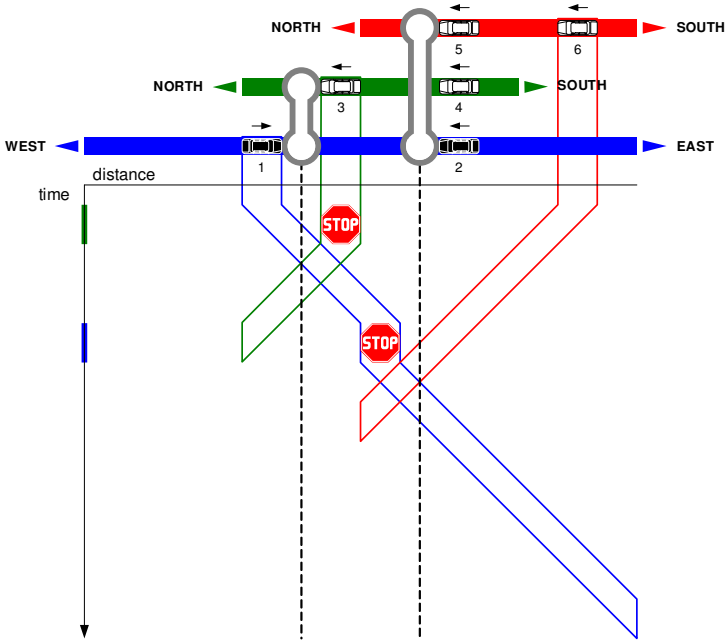 NORTH
SOUTH
5
6
NORTH
SOUTH
3
4
WEST
EAST
1
2
distance
time
STOP
STOP